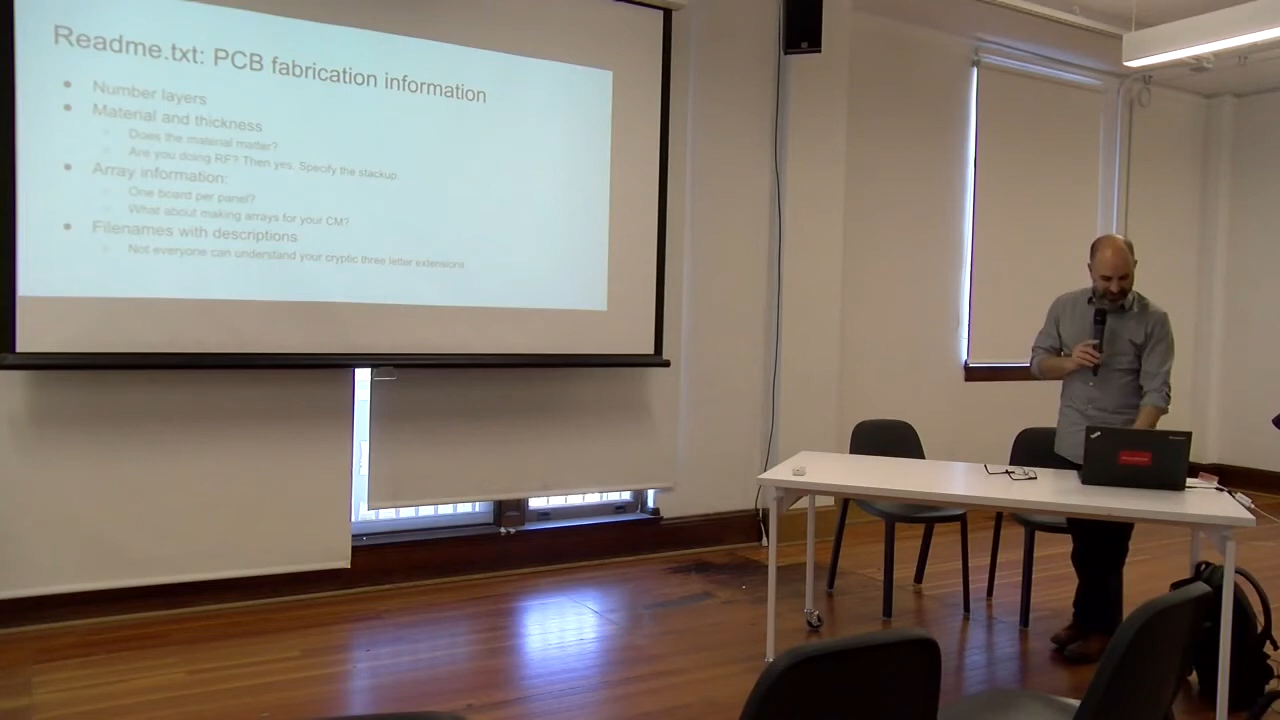 Readme.txt: PCB fabrication information
Number layers
Material and thickness
Does the material matter?
Are you doing RF? Then yes. Specify the stackup.
Array information:
One board per panel?
What about making arrays for your CM?
Filenames with descriptions
Not everyone can understand your cryptic three letter extensions